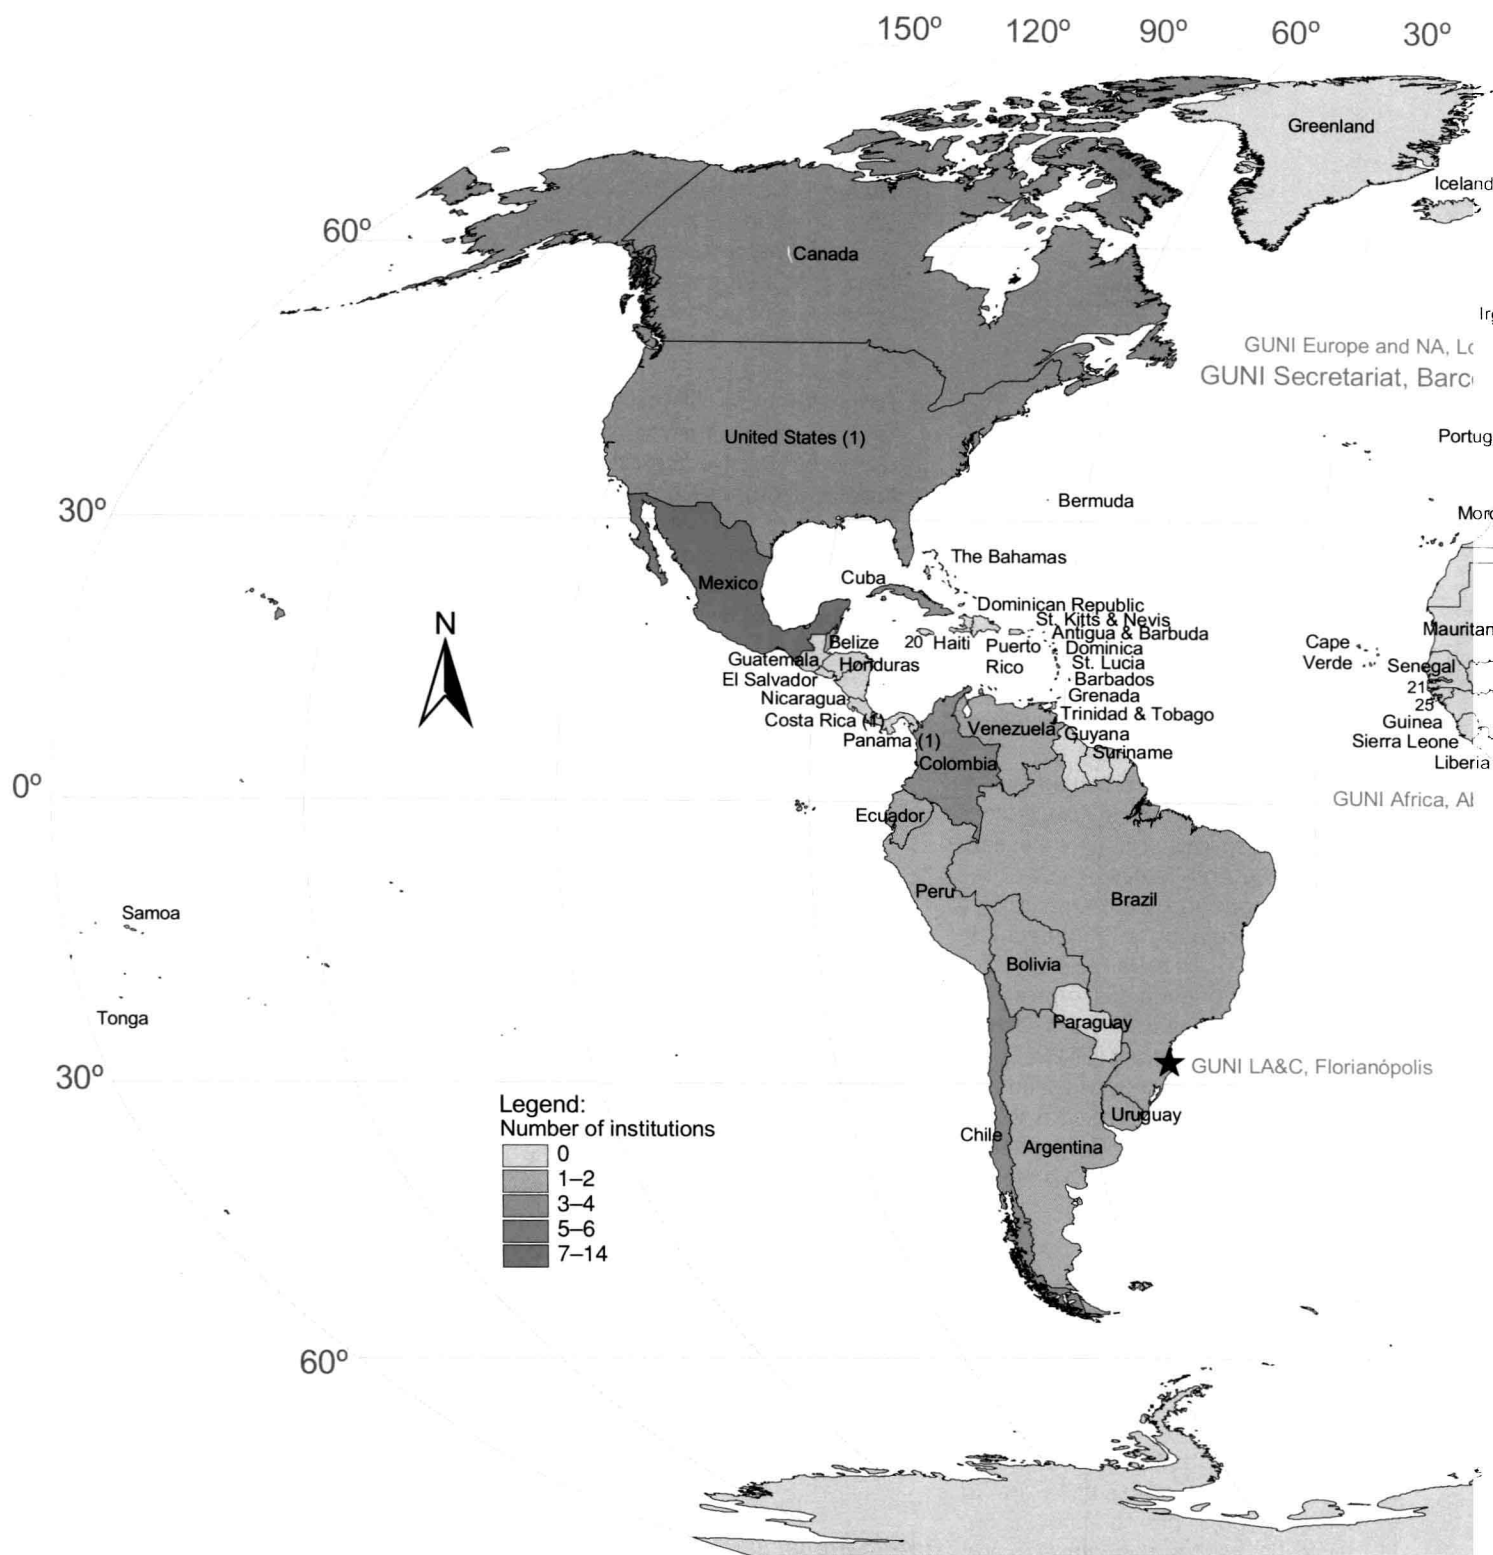 150º 120º 90º 60º 30º
Greenland
Iceland
60º
Canada
GUNI Europe and NA,
GUNI Secretariat,
United States (1)
30º
Bermuda
The Bahamas
Mexico
Cuba
Dominican Republic
St. Kitts & Nevis
Antigua & Barbuda
Belize
20
Haiti
Puerto
Rico
Dominica
St. Lucia
Barbados
Grenada
Trinidad & Tobago
Guatemala
Honduras
El Salvador
Nicaragua
Costa Rica (1)
Panama (1)
Venezuela
Guyana
Suriname
Colombia
Cape
Verde
Senegal
21
25
Guinea
Sierra Leone
Liberia
0º
GUNI Africa,
Ecuador
Peru
Brazil
Samoa
Bolivia
Tonga
Paraguay
30º
GUNI LA&C, Florianópolis
Uruguay
Chile
Argentina
Legend:
Number of institutions
0
1–2
3–4
5–6
7–14
60º
N